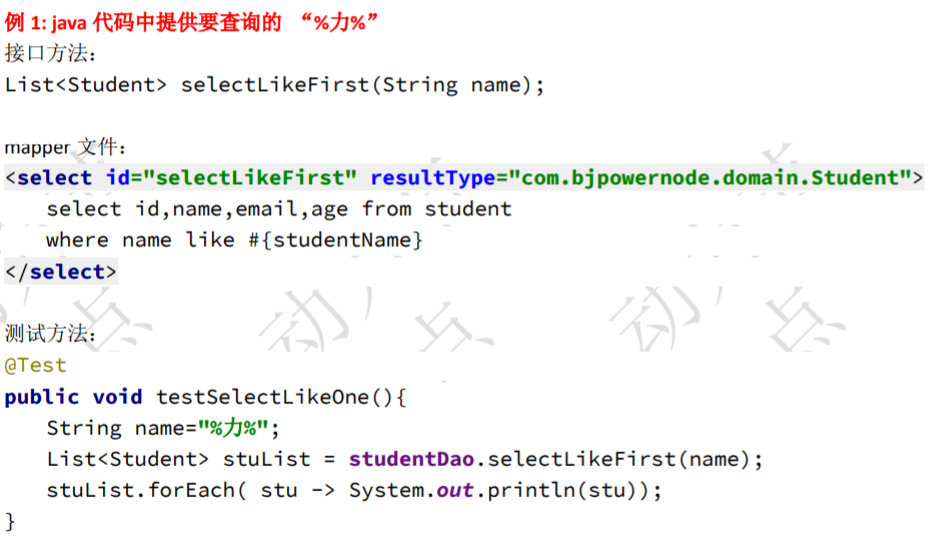 例 1: java 代码中提供要查询的 “%力%”
接口方法：
List<Student> selectLikeFirst(String name);
mapper 文件：
<select id="selectLikeFirst" resultType="com.bjpowernode.domain.Student">
select id,name,email,age from student
where name like #{studentName}
</select>
测试方法：
@Test
public void testSelectLikeOne(){
String name="%力%";
List<Student> stuList = studentDao.selectLikeFirst(name);
stuList.forEach( stu -> System.out.println(stu));
}